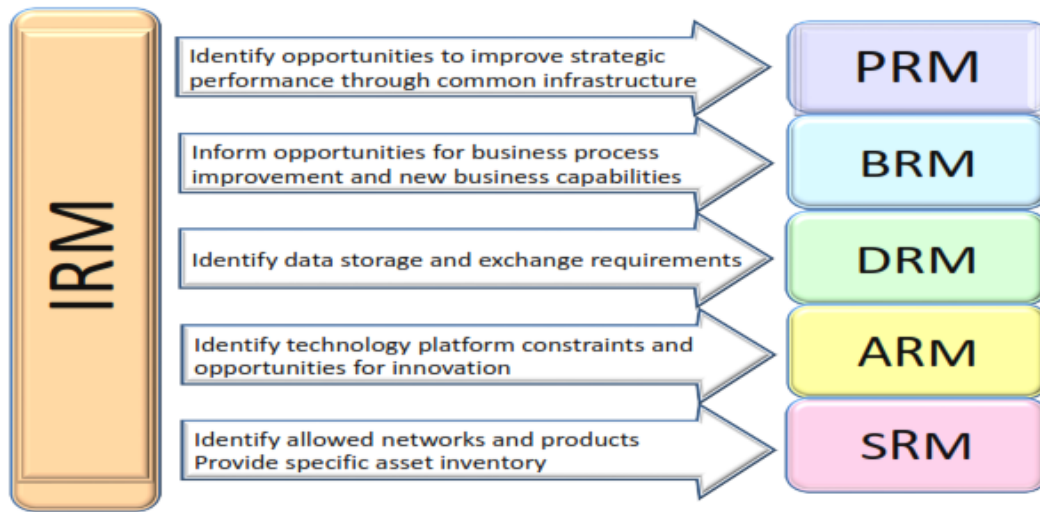 IRM
Identify opportunities to improve strategic
performance through common infrastructure
PRM
Inform opportunities for business process
improvement and new business capabilities
BRM
Identify data storage and exchange requirements
DRM
Identify technology platform constraints and
opportunities for innovation
ARM
Identify allowed networks and products
Provide specific asset inventory
SRM